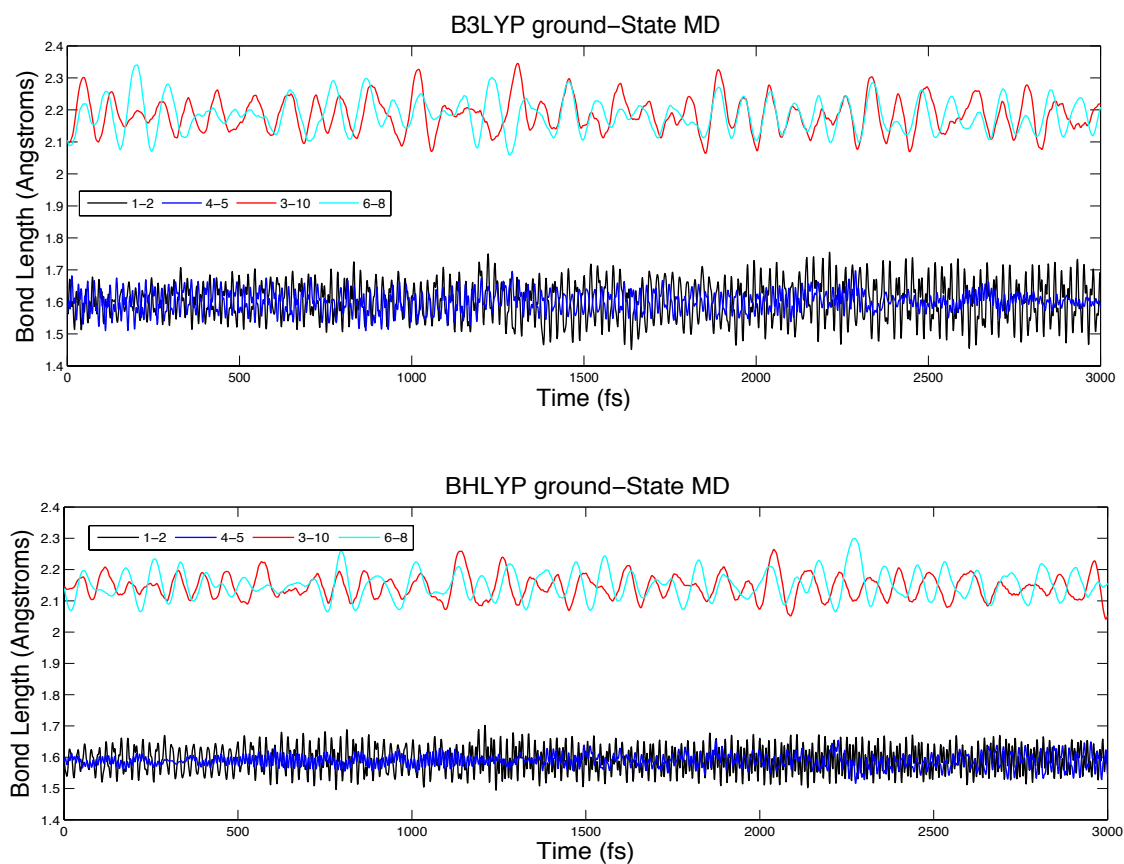 B3LYP ground–State MD
2.4
2.3
2.2
2.1
2
1.9
1.8
1.7
1.6
1.5
1.4
Bond Length (Angstroms)
1–2 4–5 3–10 6–8
0 500 1000 1500 2000 2500 3000
Time (fs)
BHLYP ground–State MD
2.4
2.3
2.2
2.1
2
1.9
1.8
1.7
1.6
1.5
1.4
Bond Length (Angstroms)
1–2 4–5 3–10 6–8
0 500 1000 1500 2000 2500 3000
Time (fs)